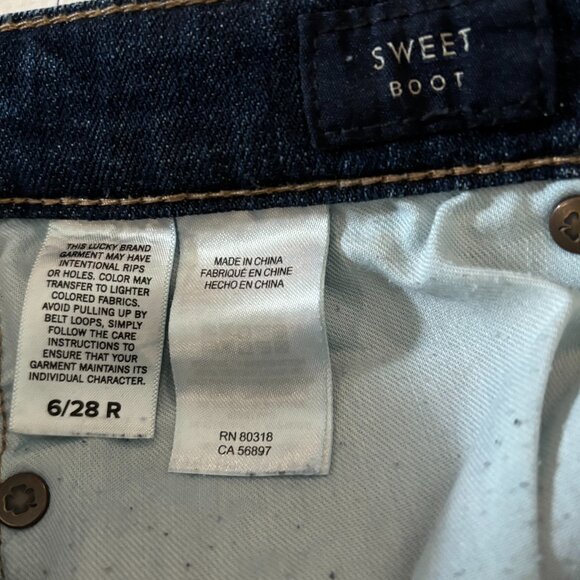 SWEET
BOOT
THIS LUCKY BRAND
GARMENT MAY HAVE
INTENTIONAL RIPS
OR HOLES. COLOR MAY
TRANSFER TO LIGHTER
COLORED FABRICS.
AVOID PULLING UP BY
BELT LOOPS, SIMPLY
FOLLOW THE CARE
INSTRUCTIONS TO
ENSURE THAT YOUR
GARMENT MAINTAINS ITS
INDIVIDUAL CHARACTER.
6/28 R
MADE IN CHINA
FABRIQUÉ EN CHINE
HECHO EN CHINA
RN 80318
CA 56897